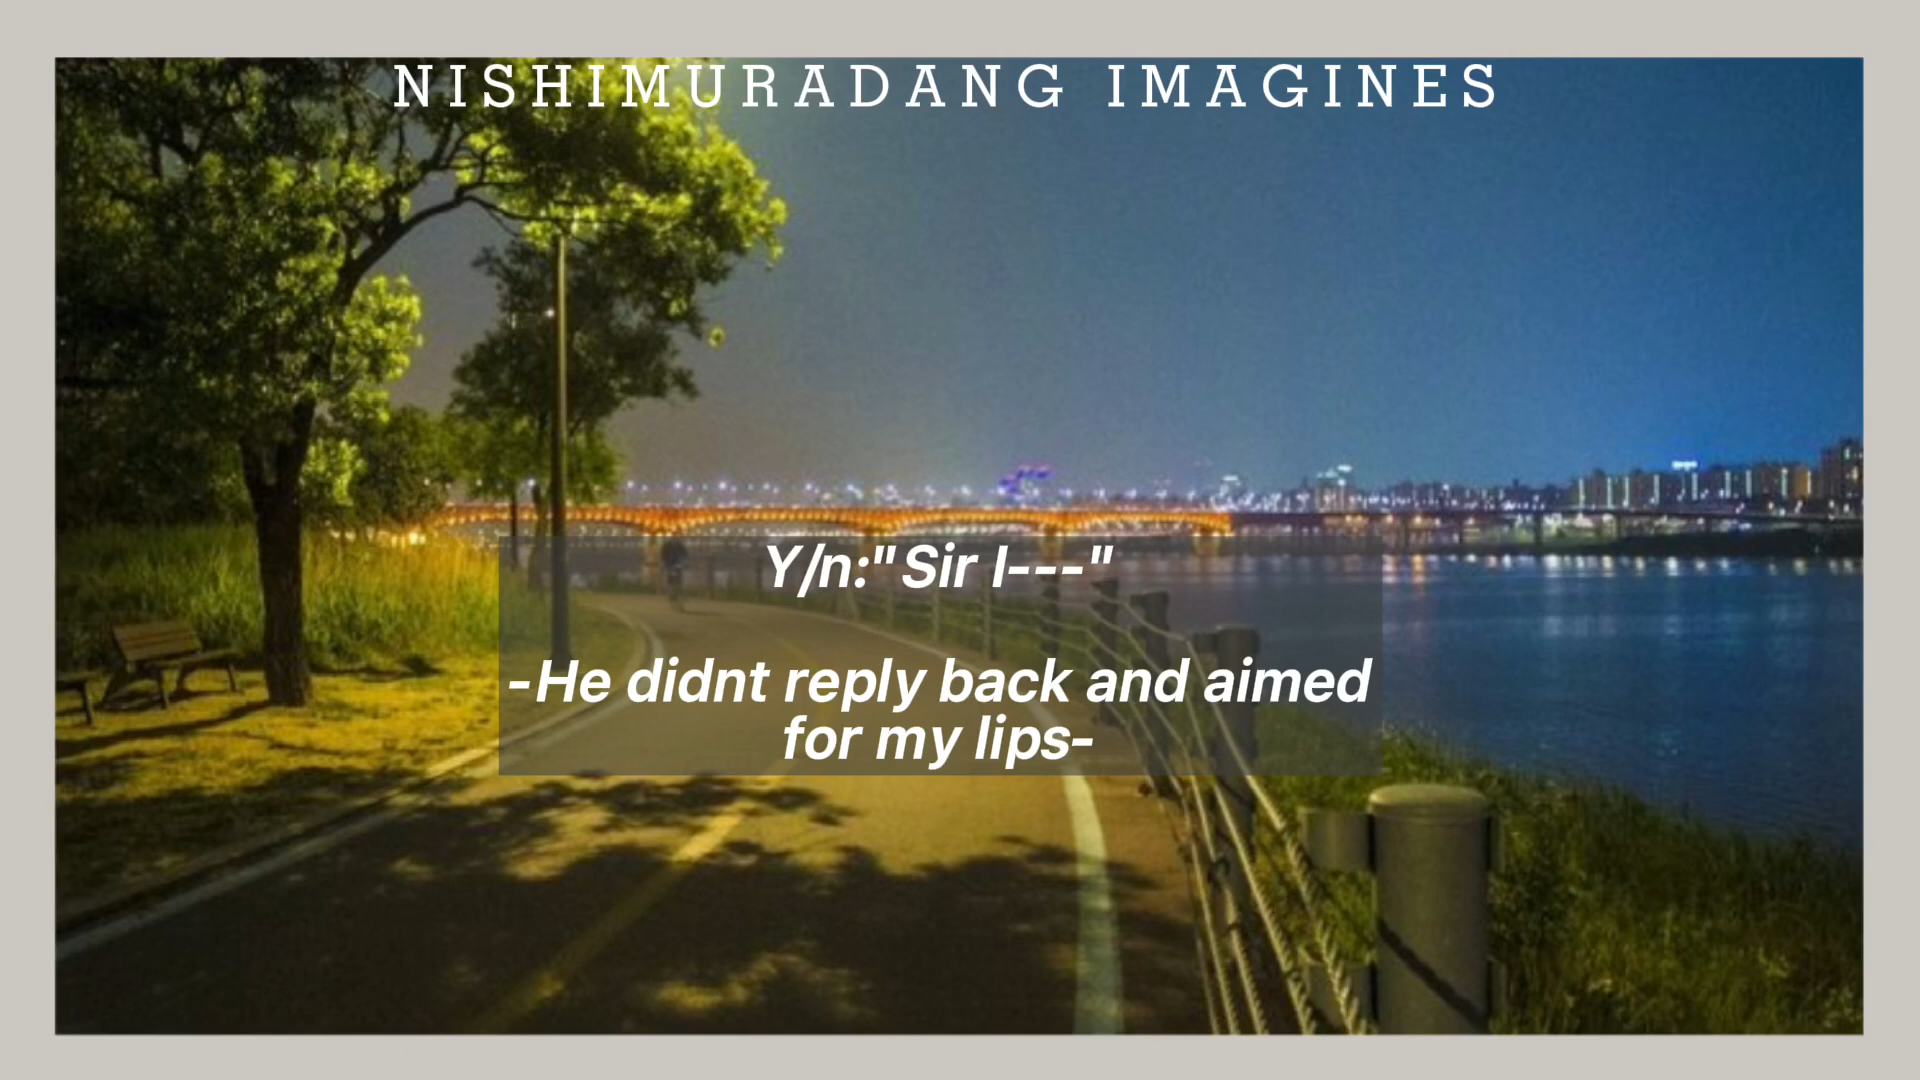 NISHIMURADANG IMAGINES
Y/n:"Sir I---"
-He didnt reply back and aimed
for my lips-